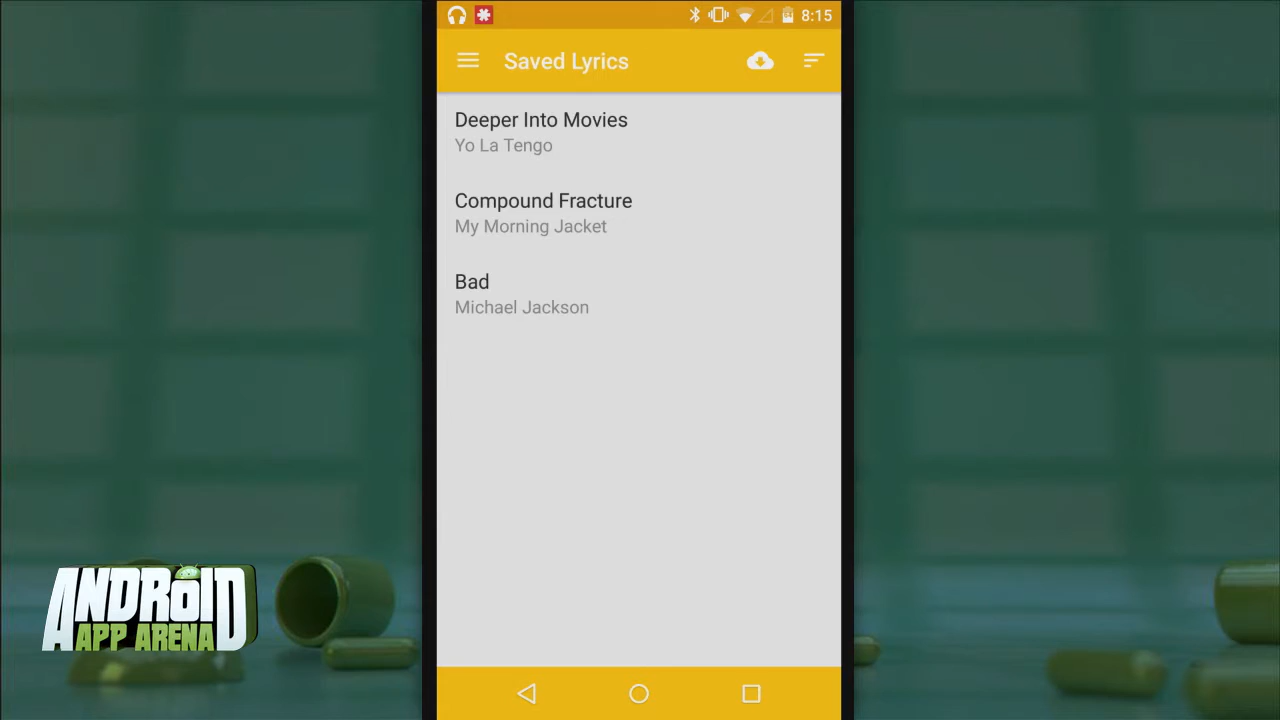 8:15
Saved Lyrics
Deeper Into Movies
Yo La Tengo
Compound Fracture
My Morning Jacket
Bad
Michael Jackson
ANDROID
APP ARENA